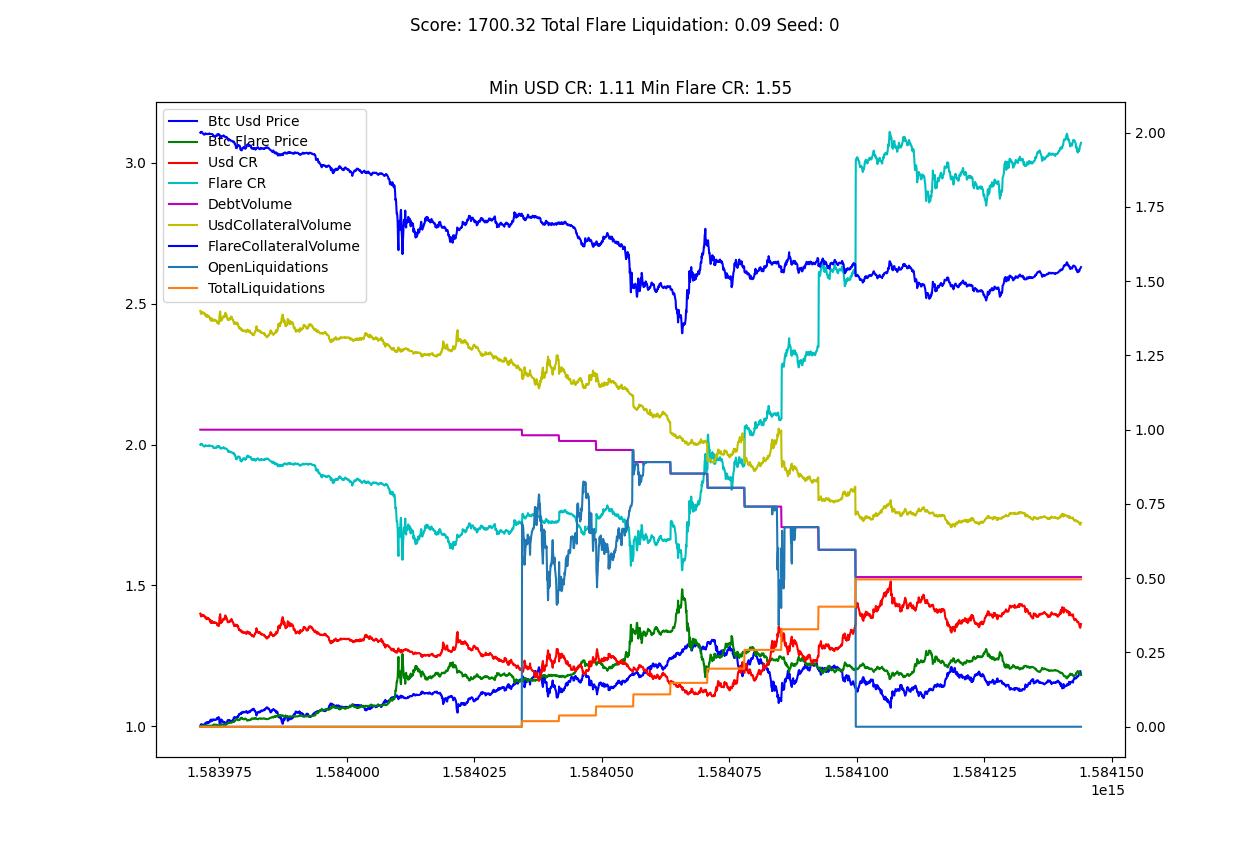 Score: 1700.32 Total Flare Liquidation: 0.09 Seed: 0
Min USD CR: 1.11 Min Flare CR: 1.55
Btc Usd Price
Btc Flare Price
Usd CR
Flare CR
DebtVolume
UsdCollateralVolume
FlareCollateralVolume
OpenLiquidations
TotalLiquidations
3.0
2.5
2.0
1.5
1.0
2.00
1.75
1.50
1.25
1.00
0.75
0.50
0.25
0.00
1.583975 1.584000 1.584025 1.584050 1.584075 1.584100 1.584125 1.584150
1e15